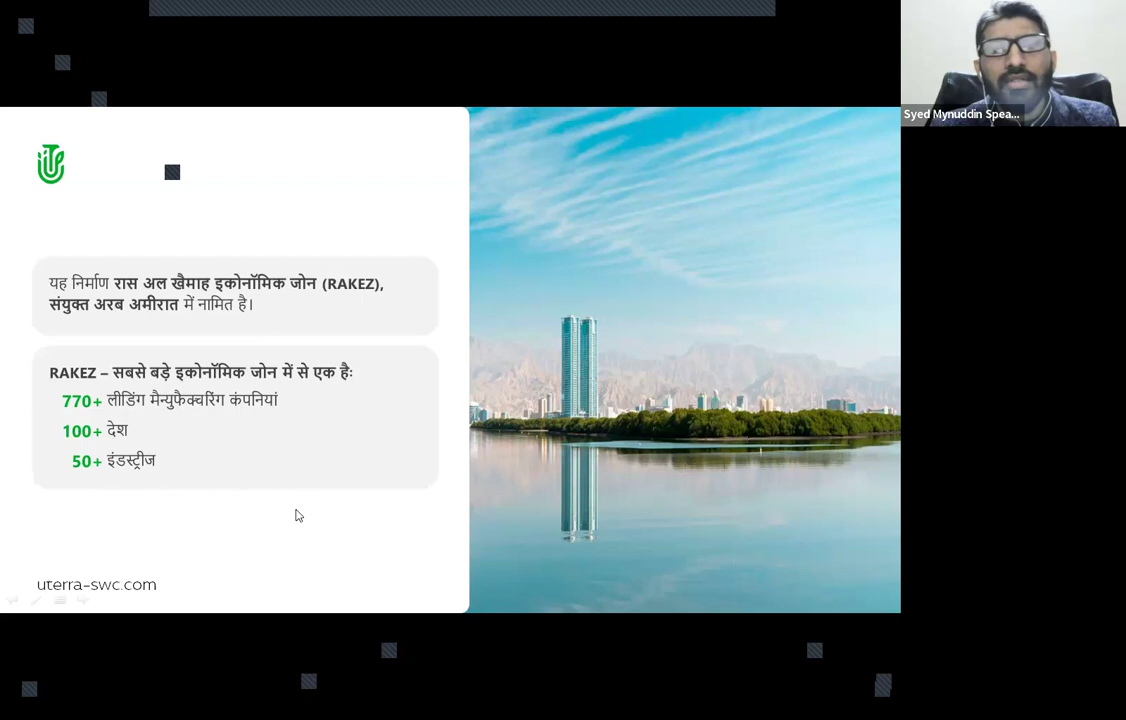 Syed Mynuddin Spea...
यह निर्माण रास अल खैमाह इकोनॉमिक जोन (RAKEZ),
संयुक्त अरब अमीरात में नामित है।
RAKEZ – सबसे बड़े इकोनॉमिक जोन में से एक है:
770+ लीडिंग मैन्युफैक्चरिंग कंपनियां
100+ देश
50+ इंडस्ट्रीज
uterra-swc.com